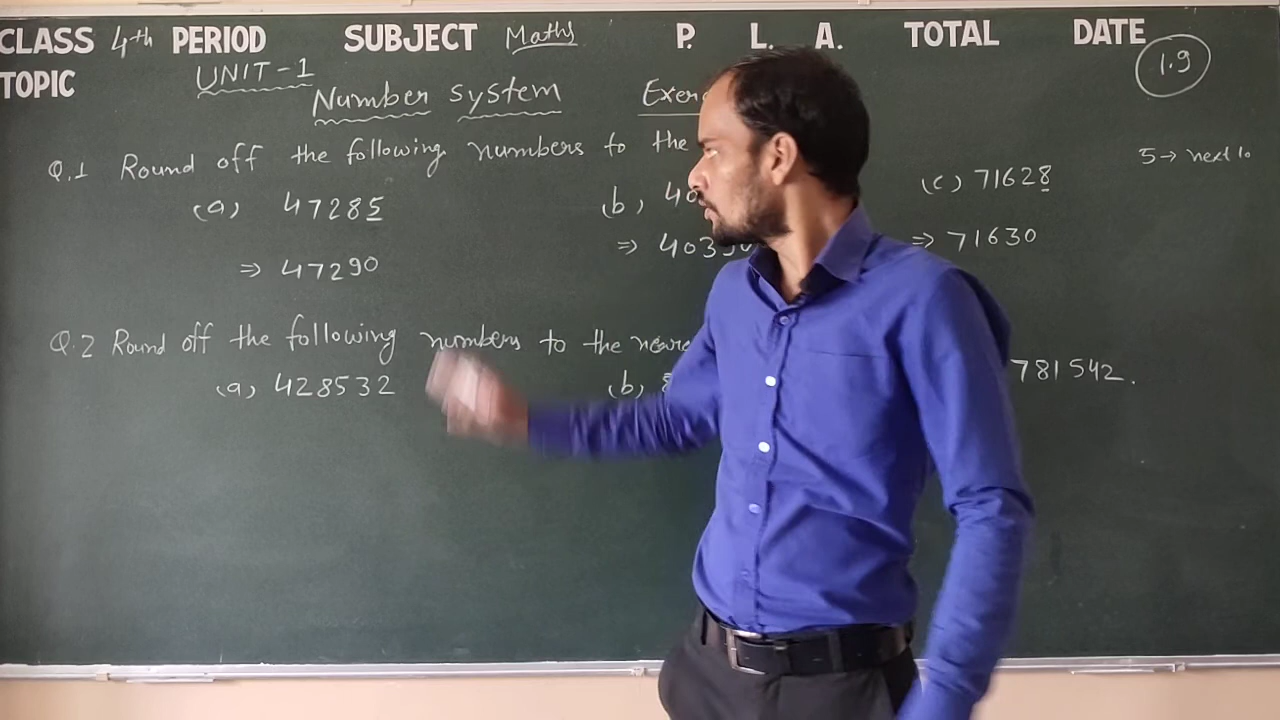 CLASS 4th PERIOD SUBJECT Maths P. L. A. TOTAL DATE
TOPIC UNIT-1 1.9
Number system
Q.1 Round off the following numbers to the 5→ next 10
(a) 47285 (b) (c) 71628
⇒ 47290 ⇒ ⇒ 71630
Q.2 Round off the following numbers to the
(a) 428532 (b) 781542.